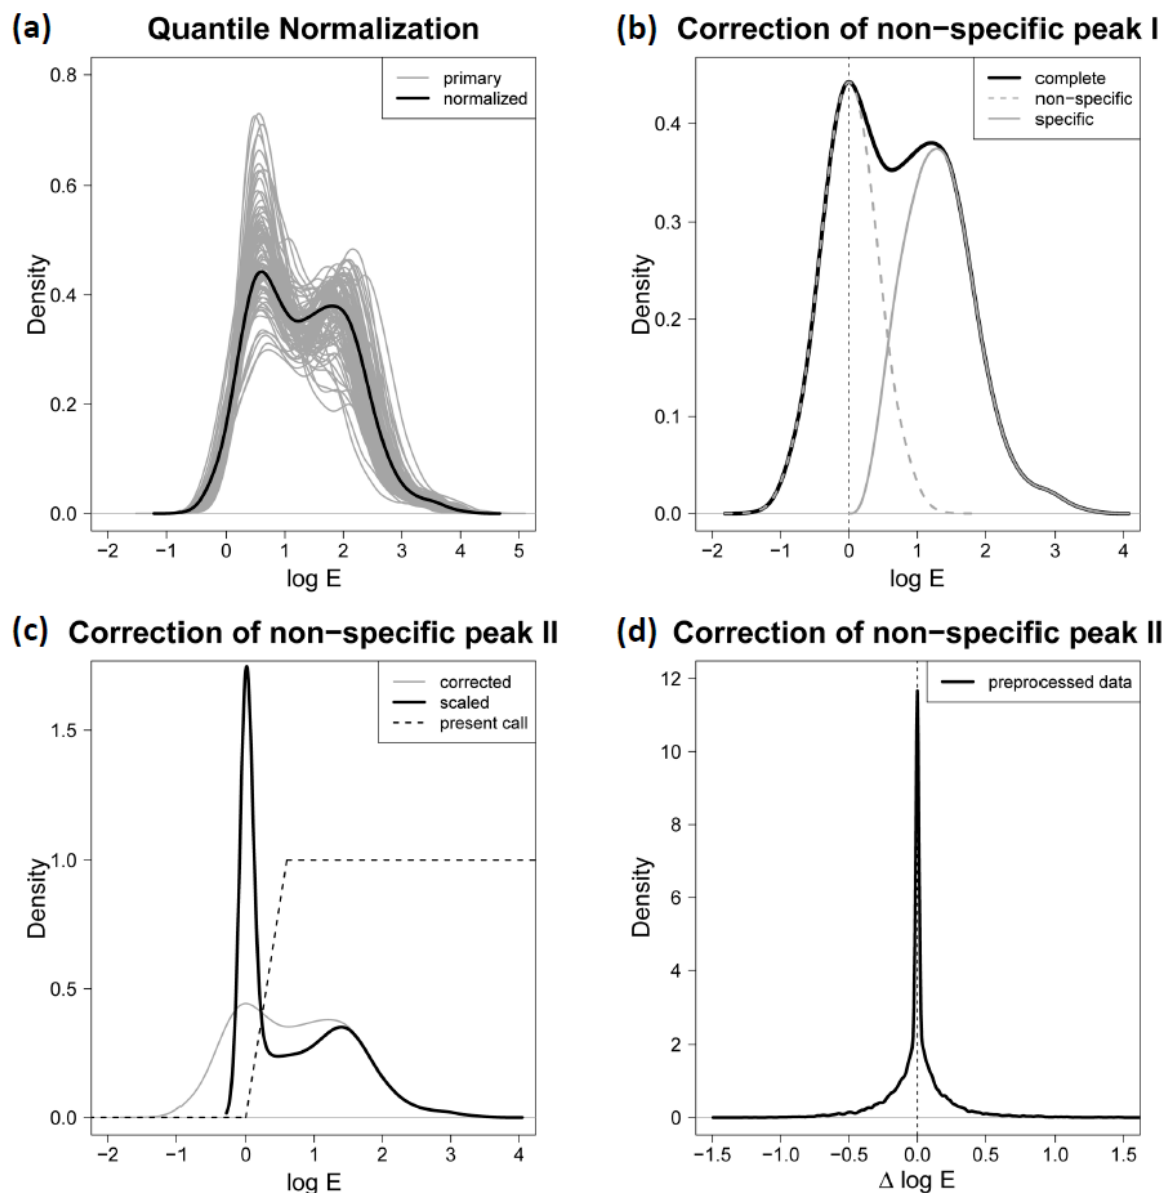 (a) Quantile Normalization
primary
normalized
0.8
0.6
0.4
0.2
0.0
Density
−2 −1 0 1 2 3 4 5
log E
(b) Correction of non−specific peak I
complete
non−specific
specific
0.4
0.3
0.2
0.1
0.0
Density
−2 −1 0 1 2 3 4
log E
(c) Correction of non−specific peak II
corrected
scaled
present call
1.5
1.0
0.5
0.0
Density
−2 −1 0 1 2 3 4
log E
(d) Correction of non−specific peak II
preprocessed data
12
10
8
6
4
2
0
Density
−1.5 −1.0 −0.5 0.0 0.5 1.0 1.5
Δ log E